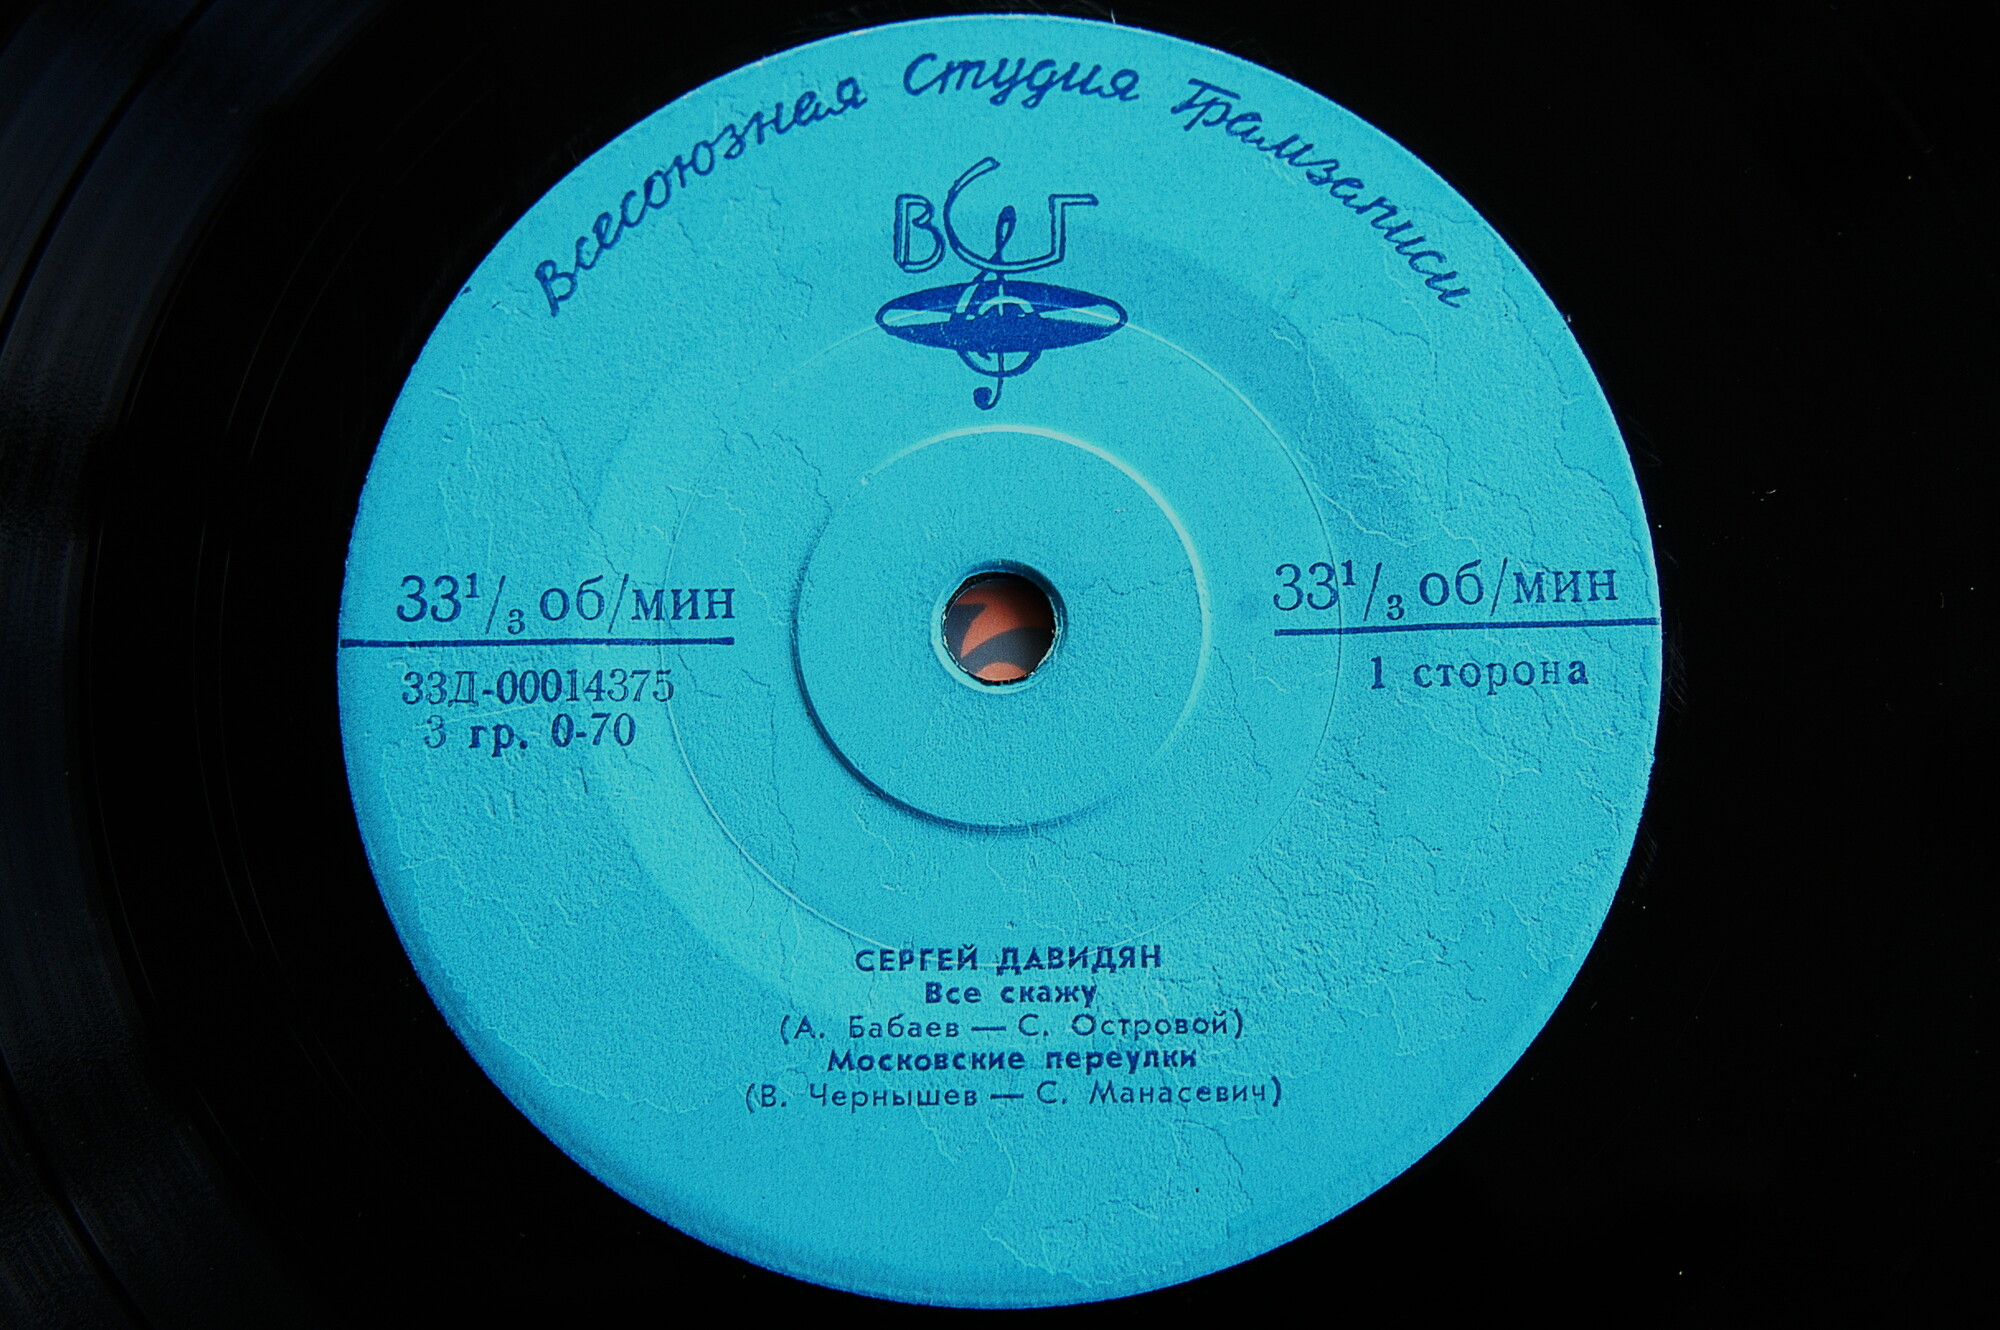 Всесоюзная Студия Грамзаписи
ВСГ
33¹/₃ об/мин
33Д-00014375
3 гр. 0-70
33¹/₃ об/мин
1 сторона
СЕРГЕЙ ДАВИДЯН
Все скажу
(А. Бабаев — С. Островой)
Московские переулки
(В. Чернышев — С. Манасевич)